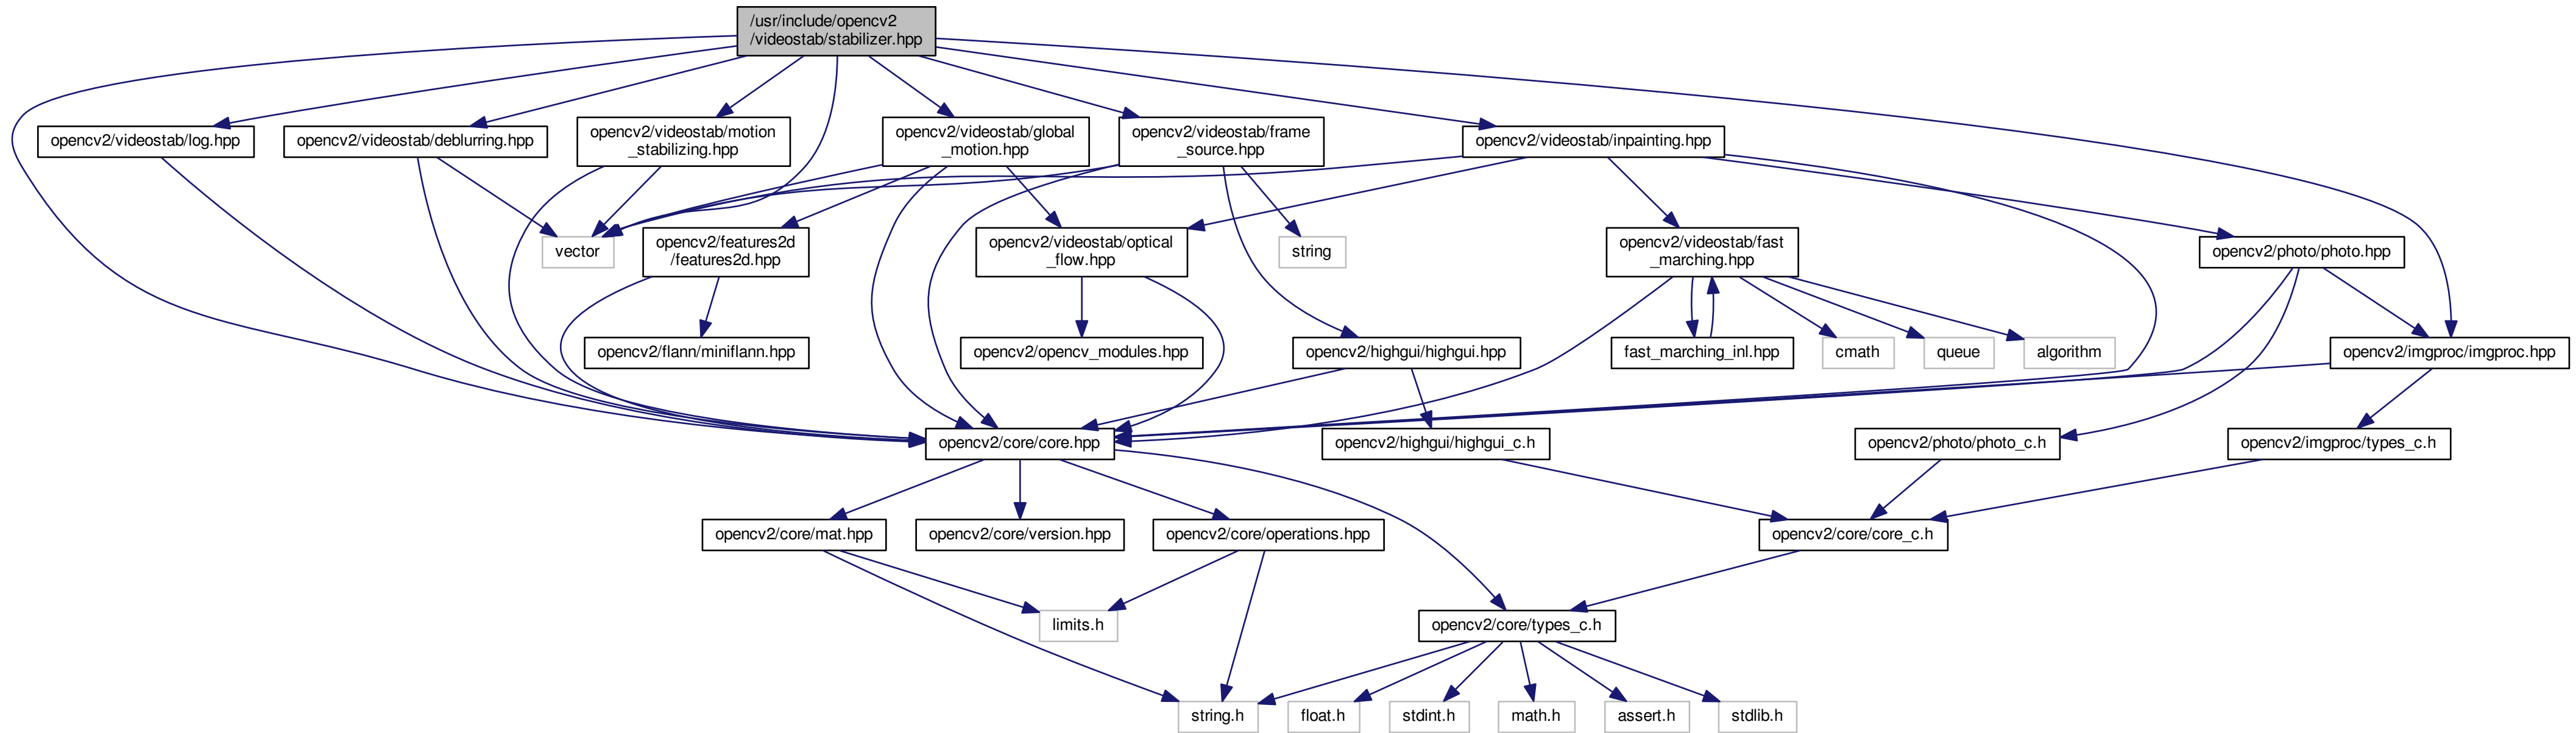 /usr/include/opencv2
/videostab/stabilizer.hpp
opencv2/videostab/log.hpp
opencv2/videostab/deblurring.hpp
opencv2/videostab/motion
_stabilizing.hpp
opencv2/videostab/global
_motion.hpp
opencv2/videostab/frame
_source.hpp
opencv2/videostab/inpainting.hpp
vector
opencv2/features2d
/features2d.hpp
opencv2/videostab/optical
_flow.hpp
string
opencv2/videostab/fast
_marching.hpp
opencv2/photo/photo.hpp
opencv2/flann/miniflann.hpp
opencv2/opencv_modules.hpp
opencv2/highgui/highgui.hpp
fast_marching_inl.hpp
cmath
queue
algorithm
opencv2/imgproc/imgproc.hpp
opencv2/core/core.hpp
opencv2/highgui/highgui_c.h
opencv2/photo/photo_c.h
opencv2/imgproc/types_c.h
opencv2/core/mat.hpp
opencv2/core/version.hpp
opencv2/core/operations.hpp
opencv2/core/core_c.h
limits.h
opencv2/core/types_c.h
string.h
float.h
stdint.h
math.h
assert.h
stdlib.h